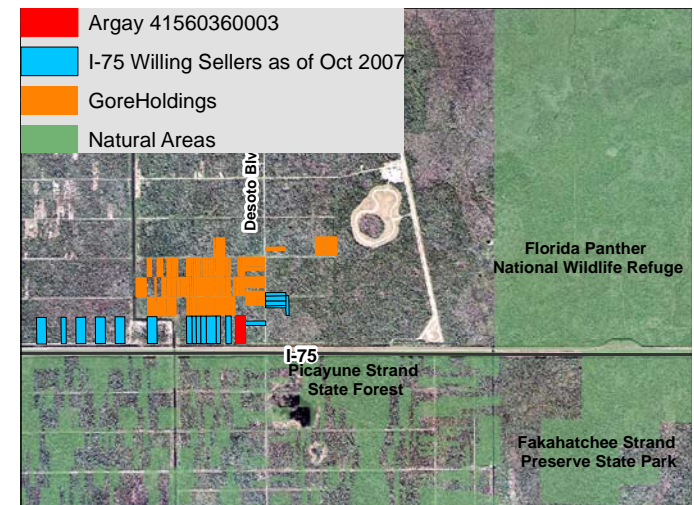 Argay 41560360003
I-75 Willing Sellers as of Oct 2007
GoreHoldings
Natural Areas
Desoto Blv
Florida Panther
National Wildlife Refuge
I-75
Picayune Strand
State Forest
Fakahatchee Strand
Preserve State Park